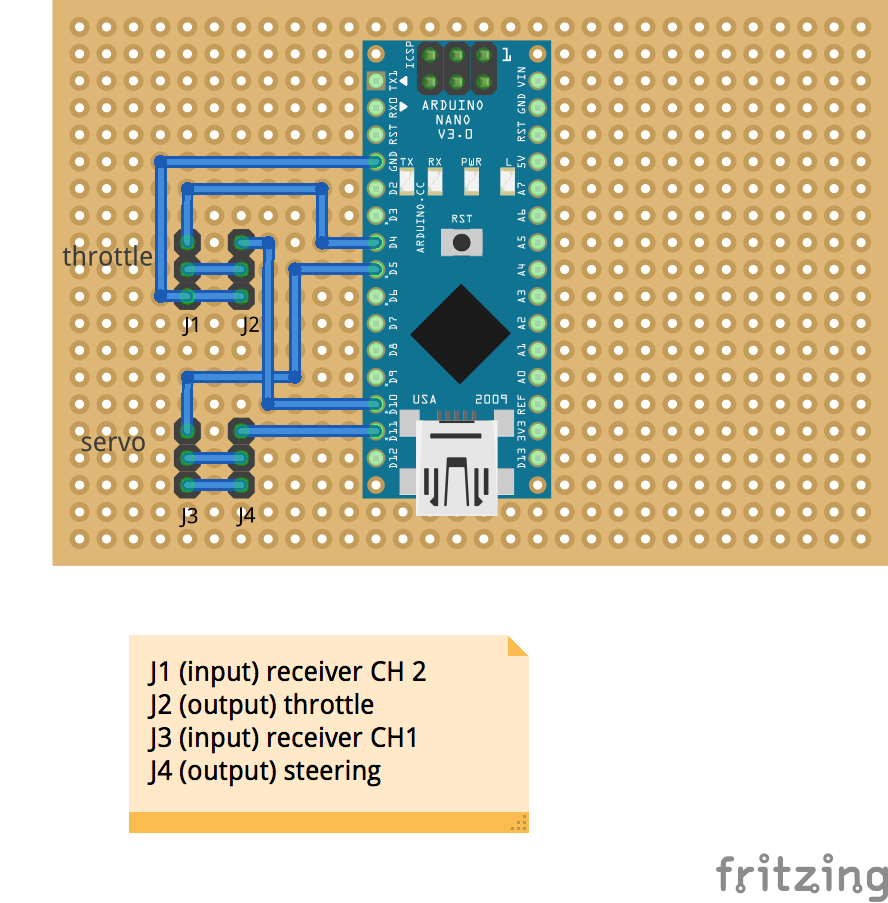 ICSP
1
ARDUINO
NANO
V3.0
TX1
RX0
RST
GND
D2
D3
D4
D5
D6
D7
D8
D9
D10
D11
D12
VIN
GND
RST
5V
A7
A6
A5
A4
A3
A2
A1
A0
REF
3V3
D13
TX RX PWR L
ARDUINO.CC
RST
USA 2009
throttle
J1 J2
servo
J3 J4
J1 (input) receiver CH 2
J2 (output) throttle
J3 (input) receiver CH1
J4 (output) steering
fritzing